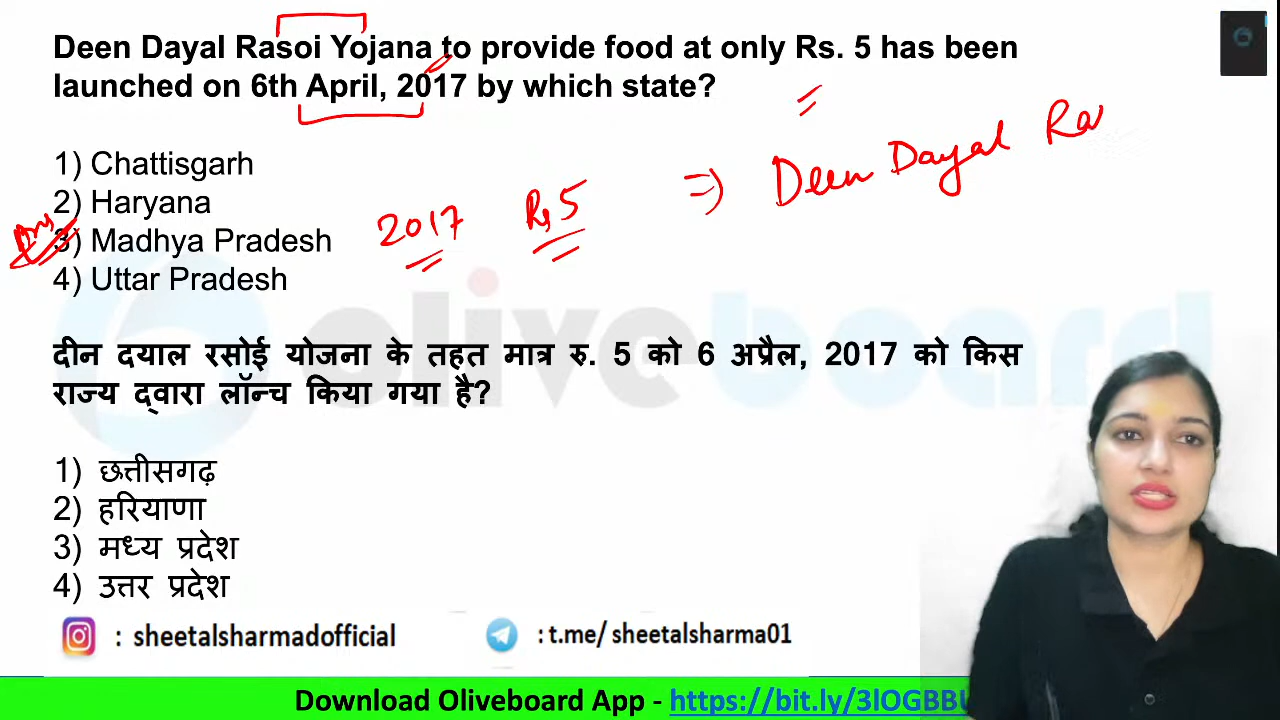 Deen Dayal Rasoi Yojana to provide food at only Rs. 5 has been
launched on 6th April, 2017 by which state?
Deen Dayal Ra
1) Chattisgarh
2) Haryana
2017 Rs 5
Ans 3) Madhya Pradesh
4) Uttar Pradesh
oliveboard
दीन दयाल रसोई योजना के तहत मात्र रु. 5 को 6 अप्रैल, 2017 को किस
राज्य द्वारा लॉन्च किया गया है?
1) छत्तीसगढ़
2) हरियाणा
3) मध्य प्रदेश
4) उत्तर प्रदेश
: sheetalsharmadofficial
: t.me/ sheetalsharma01
Download Oliveboard App - https://bit.ly/3lOGBBU